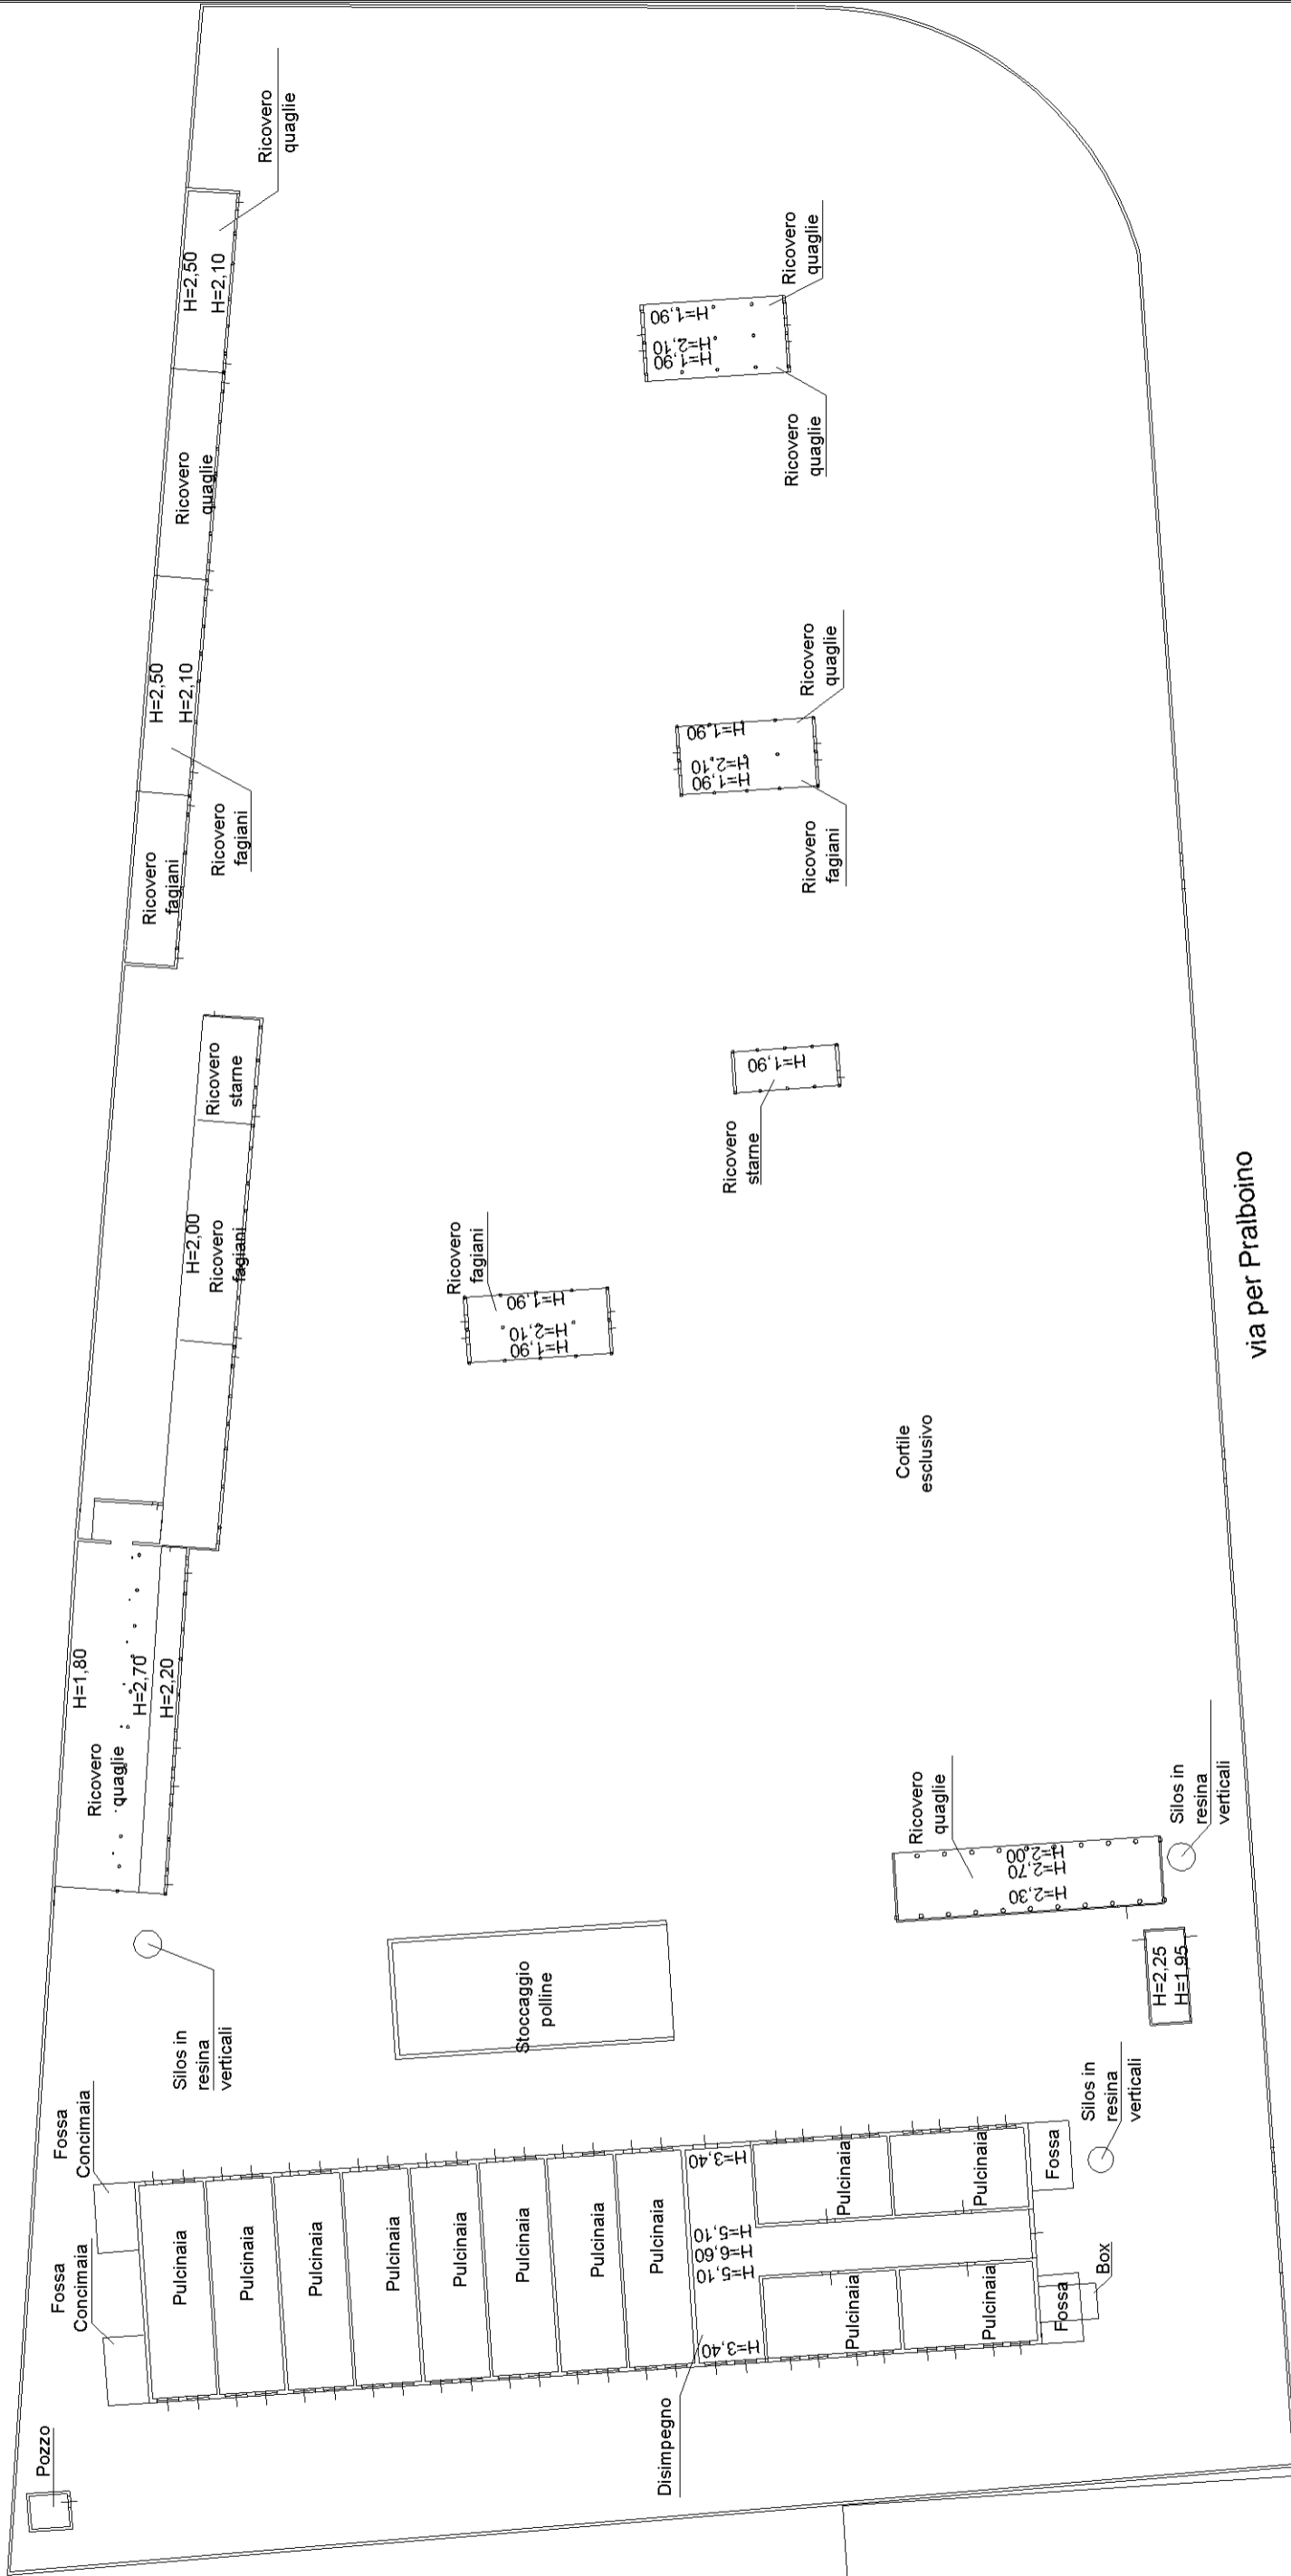 Ricovero
quaglie
H=2,50
H=2,10
Ricovero
quaglie
H=1,90
H=2,10
H=1,90
Ricovero
quaglie
Ricovero
quaglie
H=2,50
H=2,10
Ricovero
quaglie
H=1,90
H=2,10
H=1,90
Ricovero
fagiani
Ricovero
fagiani
Ricovero
fagiani
Ricovero
starne
H=1,90
Ricovero
starne
H=2,00
Ricovero
fagiani
Ricovero
fagiani
H=1,90
H=2,10
H=1,90
via per Pralboino
Cortile
esclusivo
H=1,80
H=2,70
H=2,20
Ricovero
quaglie
Ricovero
quaglie
H=2,00
H=2,70
H=2,30
Silos in
resina
verticali
H=2,25
H=1,95
Stoccaggio
polline
Silos in
resina
verticali
Silos in
resina
verticali
Fossa
Concimaia
Fossa
Concimaia
Pulcinaia
Pulcinaia
Pulcinaia
Pulcinaia
Pulcinaia
Pulcinaia
Pulcinaia
Pulcinaia
H=3,40
H=5,10
H=6,60
H=5,10
H=3,40
Pulcinaia
Pulcinaia
Fossa
Pulcinaia
Pulcinaia
Fossa
Box
Disimpegno
Pozzo